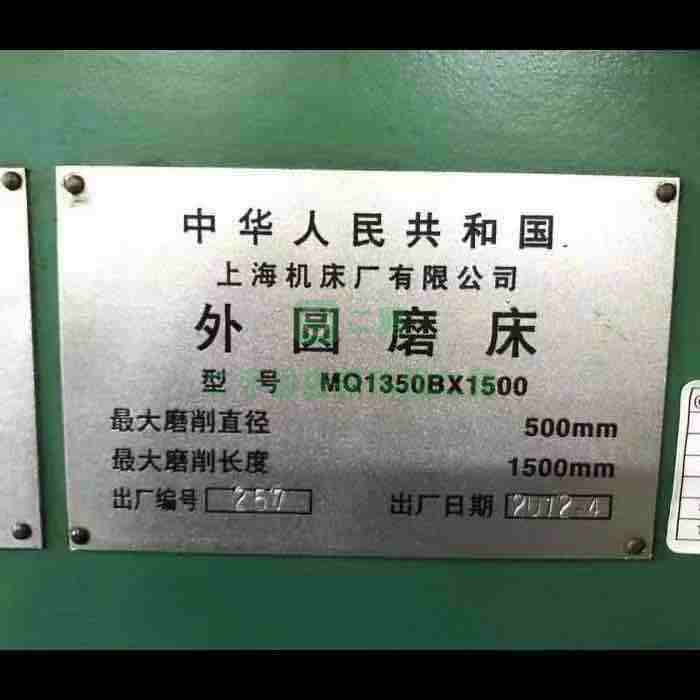 中华人民共和国
上海机床厂有限公司
外圆磨床
型号 MQ1350BX1500
最大磨削直径 500mm
最大磨削长度 1500mm
出厂编号 257
出厂日期 2012-4